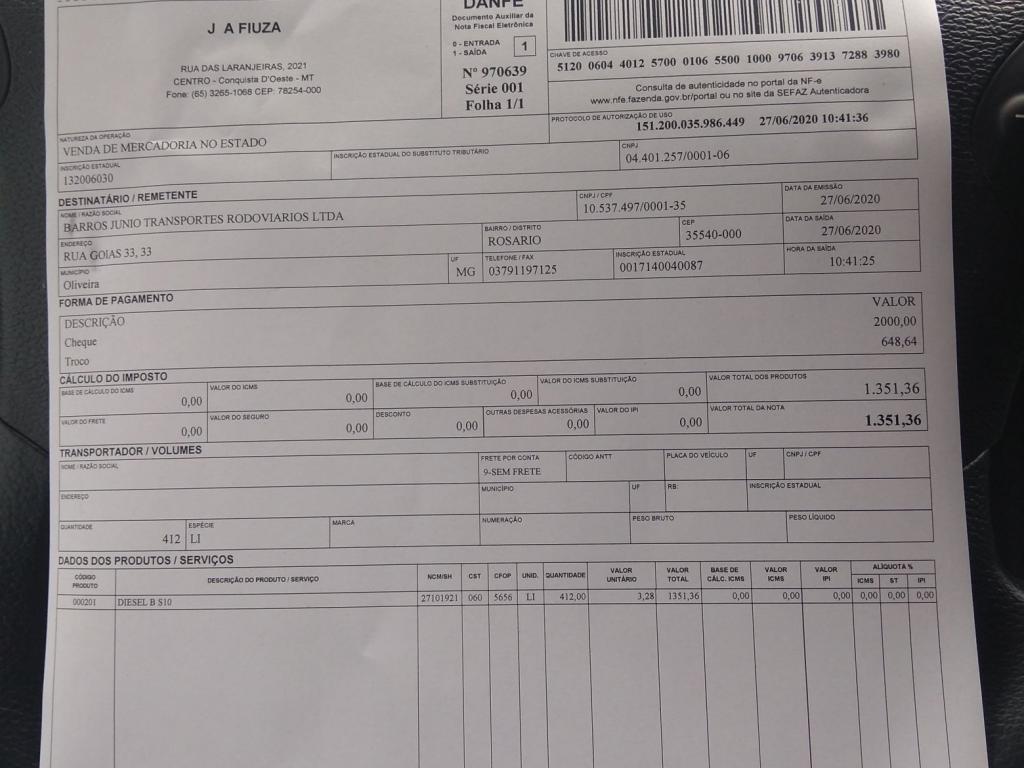 J A FIUZA
RUA DAS LARANJEIRAS, 2021
CENTRO - Conquista D'Oeste - MT
Fone: (65) 3265-1068 CEP: 78254-000
DANFE
Documento Auxiliar da
Nota Fiscal Eletrônica
0 - ENTRADA
1 - SAÍDA
1
Nº 970639
Série 001
Folha 1/1
CHAVE DE ACESSO
5120 0604 4012 5700 0106 5500 1000 9706 3913 7288 3980
Consulta de autenticidade no portal da NF-e
www.nfe.fazenda.gov.br/portal ou no site da SEFAZ Autenticadora
NATUREZA DA OPERAÇÃO
VENDA DE MERCADORIA NO ESTADO
PROTOCOLO DE AUTORIZAÇÃO DE USO
151.200.035.986.449 27/06/2020 10:41:36
INSCRIÇÃO ESTADUAL
132006030
INSCRIÇÃO ESTADUAL DO SUBSTITUTO TRIBUTÁRIO
CNPJ
04.401.257/0001-06
DESTINATÁRIO / REMETENTE
NOME / RAZÃO SOCIAL
BARROS JUNIO TRANSPORTES RODOVIARIOS LTDA
CNPJ / CPF
10.537.497/0001-35
DATA DA EMISSÃO
27/06/2020
ENDEREÇO
RUA GOIAS 33, 33
BAIRRO / DISTRITO
ROSARIO
CEP
35540-000
DATA DA SAÍDA
27/06/2020
MUNICÍPIO
Oliveira
UF
MG
TELEFONE / FAX
03791197125
INSCRIÇÃO ESTADUAL
0017140040087
HORA DA SAÍDA
10:41:25
FORMA DE PAGAMENTO
DESCRIÇÃO VALOR
Cheque 2000,00
Troco 648,64
CÁLCULO DO IMPOSTO
BASE DE CÁLCULO DO ICMS
0,00
VALOR DO ICMS
0,00
BASE DE CÁLCULO DO ICMS SUBSTITUIÇÃO
0,00
VALOR DO ICMS SUBSTITUIÇÃO
0,00
VALOR TOTAL DOS PRODUTOS
1.351,36
VALOR DO FRETE
0,00
VALOR DO SEGURO
0,00
DESCONTO
0,00
OUTRAS DESPESAS ACESSÓRIAS
0,00
VALOR DO IPI
0,00
VALOR TOTAL DA NOTA
1.351,36
TRANSPORTADOR / VOLUMES
NOME / RAZÃO SOCIAL
FRETE POR CONTA
9-SEM FRETE
CÓDIGO ANTT
PLACA DO VEÍCULO
UF
CNPJ / CPF
ENDEREÇO
MUNICÍPIO
UF
RB:
INSCRIÇÃO ESTADUAL
QUANTIDADE
412
ESPÉCIE
LI
MARCA
NUMERAÇÃO
PESO BRUTO
PESO LÍQUIDO
DADOS DOS PRODUTOS / SERVIÇOS
CÓDIGO PRODUTO DESCRIÇÃO DO PRODUTO / SERVIÇO NCM/SH CST CFOP UNID. QUANTIDADE VALOR UNITÁRIO VALOR TOTAL BASE DE CÁLC. ICMS VALOR ICMS VALOR IPI ALÍQUOTA % ICMS ST IPI
000201 DIESEL B S10 27101921 060 5656 LI 412,00 3,28 1351,36 0,00 0,00 0,00 0,00 0,00 0,00